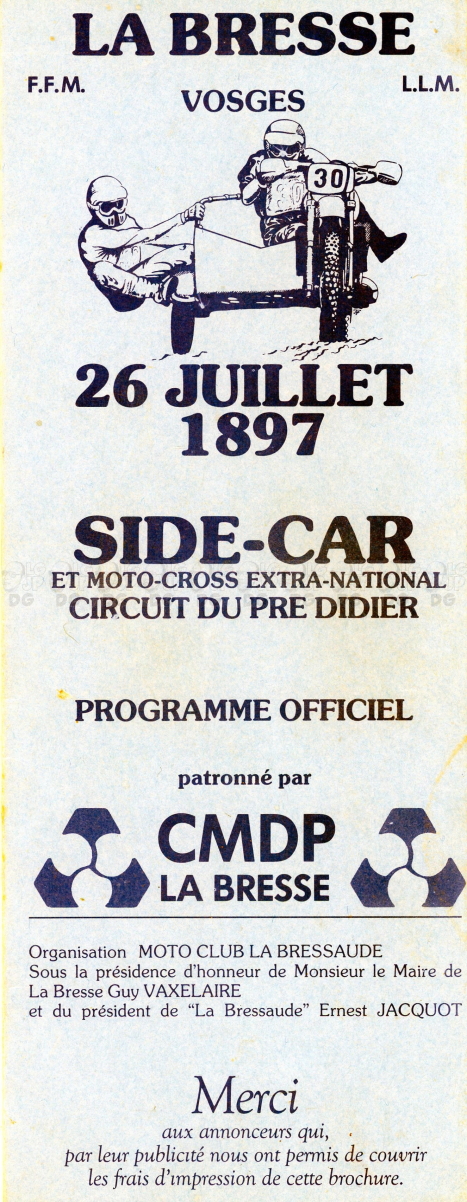 LA BRESSE
F.F.M. L.L.M.
VOSGES
30
26 JUILLET
1897
SIDE-CAR
ET MOTO-CROSS EXTRA-NATIONAL
CIRCUIT DU PRE DIDIER
PROGRAMME OFFICIEL
patronné par
CMDP
LA BRESSE
Organisation MOTO CLUB LA BRESSAUDE
Sous la présidence d'honneur de Monsieur le Maire de
La Bresse Guy VAXELAIRE
et du président de "La Bressaude" Ernest JACQUOT
Merci
aux annonceurs qui,
par leur publicité nous ont permis de couvrir
les frais d'impression de cette brochure.